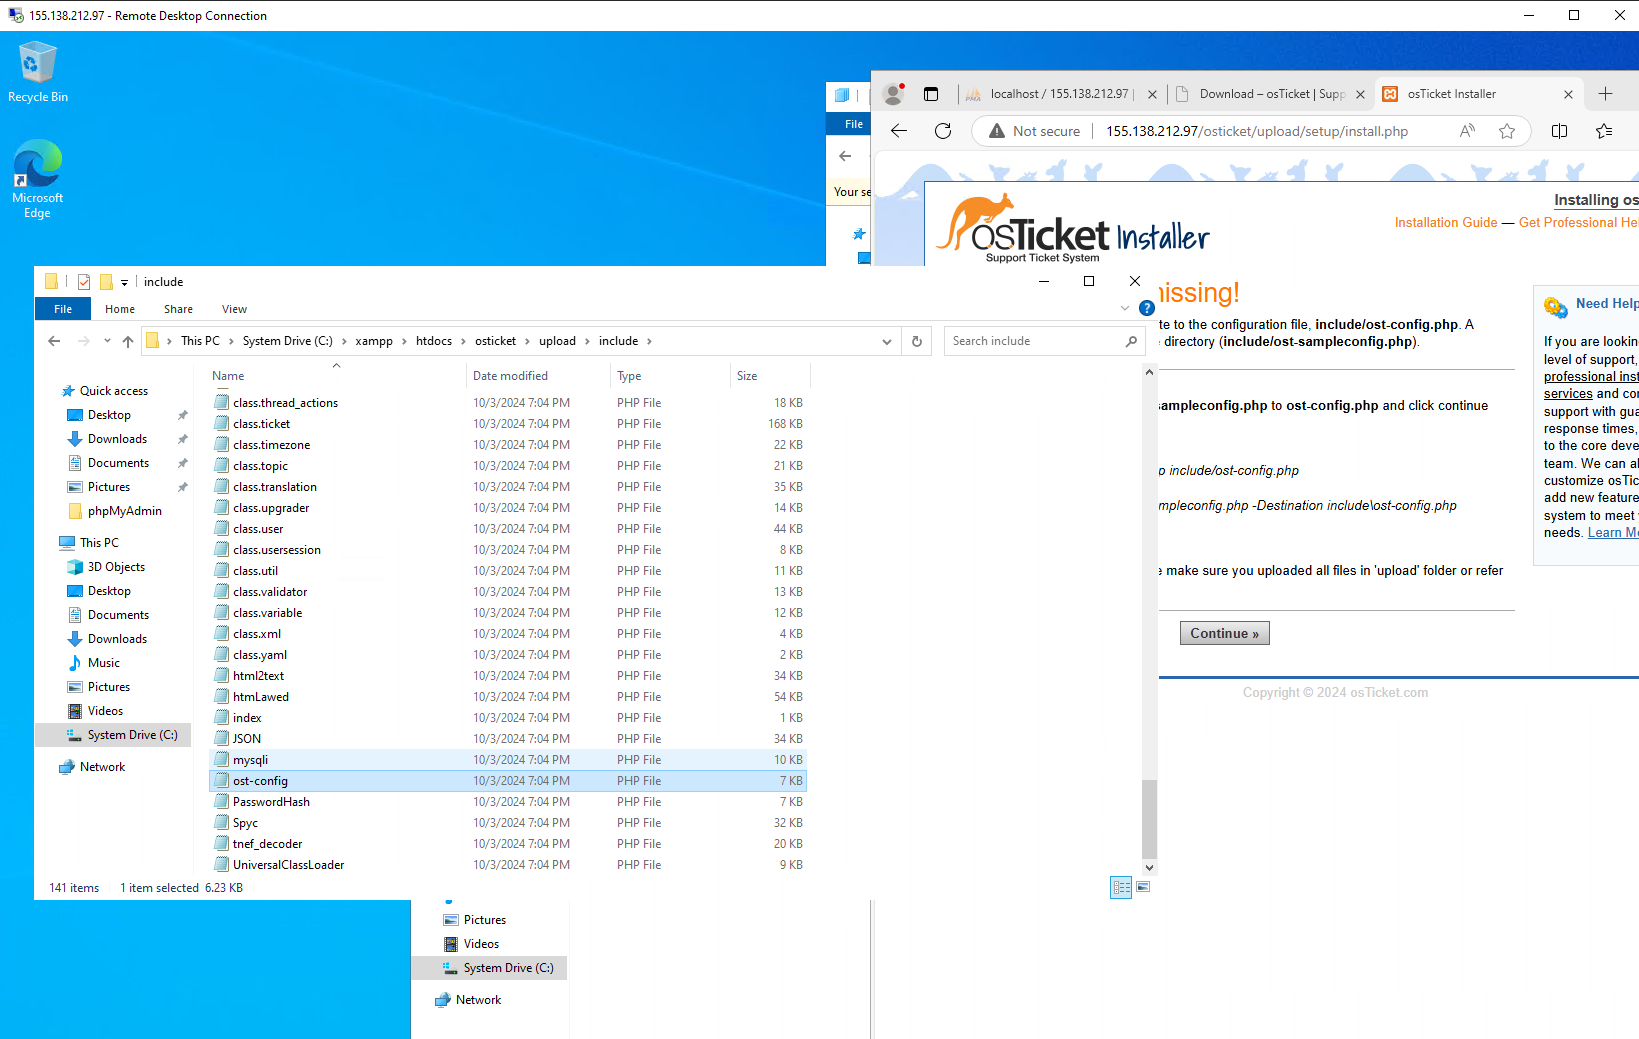 155.138.212.97 - Remote Desktop Connection
Recycle Bin
Microsoft
Edge
localhost / 155.138.212.97 |
Download – osTicket | Supp
osTicket Installer
File
Not secure
155.138.212.97/osticket/upload/setup/install.php
Your se
osTicket Installer
Support Ticket System
Installing os
Installation Guide — Get Professional Hel
include
File
Home
Share
View
This PC
System Drive (C:)
xampp
htdocs
osticket
upload
include
Search include
Name
Date modified
Type
Size
Quick access
Desktop
Downloads
Documents
Pictures
phpMyAdmin
This PC
3D Objects
Desktop
Documents
Downloads
Music
Pictures
Videos
System Drive (C:)
Network
class.thread_actions 10/3/2024 7:04 PM PHP File 18 KB
class.ticket 10/3/2024 7:04 PM PHP File 168 KB
class.timezone 10/3/2024 7:04 PM PHP File 22 KB
class.topic 10/3/2024 7:04 PM PHP File 21 KB
class.translation 10/3/2024 7:04 PM PHP File 35 KB
class.upgrader 10/3/2024 7:04 PM PHP File 14 KB
class.user 10/3/2024 7:04 PM PHP File 44 KB
class.usersession 10/3/2024 7:04 PM PHP File 8 KB
class.util 10/3/2024 7:04 PM PHP File 11 KB
class.validator 10/3/2024 7:04 PM PHP File 13 KB
class.variable 10/3/2024 7:04 PM PHP File 12 KB
class.xml 10/3/2024 7:04 PM PHP File 4 KB
class.yaml 10/3/2024 7:04 PM PHP File 2 KB
html2text 10/3/2024 7:04 PM PHP File 34 KB
htmLawed 10/3/2024 7:04 PM PHP File 54 KB
index 10/3/2024 7:04 PM PHP File 1 KB
JSON 10/3/2024 7:04 PM PHP File 34 KB
mysqli 10/3/2024 7:04 PM PHP File 10 KB
ost-config 10/3/2024 7:04 PM PHP File 7 KB
PasswordHash 10/3/2024 7:04 PM PHP File 7 KB
Spyc 10/3/2024 7:04 PM PHP File 32 KB
tnef_decoder 10/3/2024 7:04 PM PHP File 20 KB
UniversalClassLoader 10/3/2024 7:04 PM PHP File 9 KB
141 items
1 item selected 6.23 KB
issing!
te to the configuration file, include/ost-config.php. A
directory (include/ost-sampleconfig.php).
sampleconfig.php to ost-config.php and click continue
p include/ost-config.php
mpleconfig.php -Destination include\ost-config.php
e make sure you uploaded all files in 'upload' folder or refer
Continue »
Copyright © 2024 osTicket.com
Need Help
If you are lookin
level of support,
professional inst
services and co
support with gua
response times,
to the core deve
team. We can al
customize osTic
add new feature
system to meet
needs. Learn Mo
Pictures
Videos
System Drive (C:)
Network